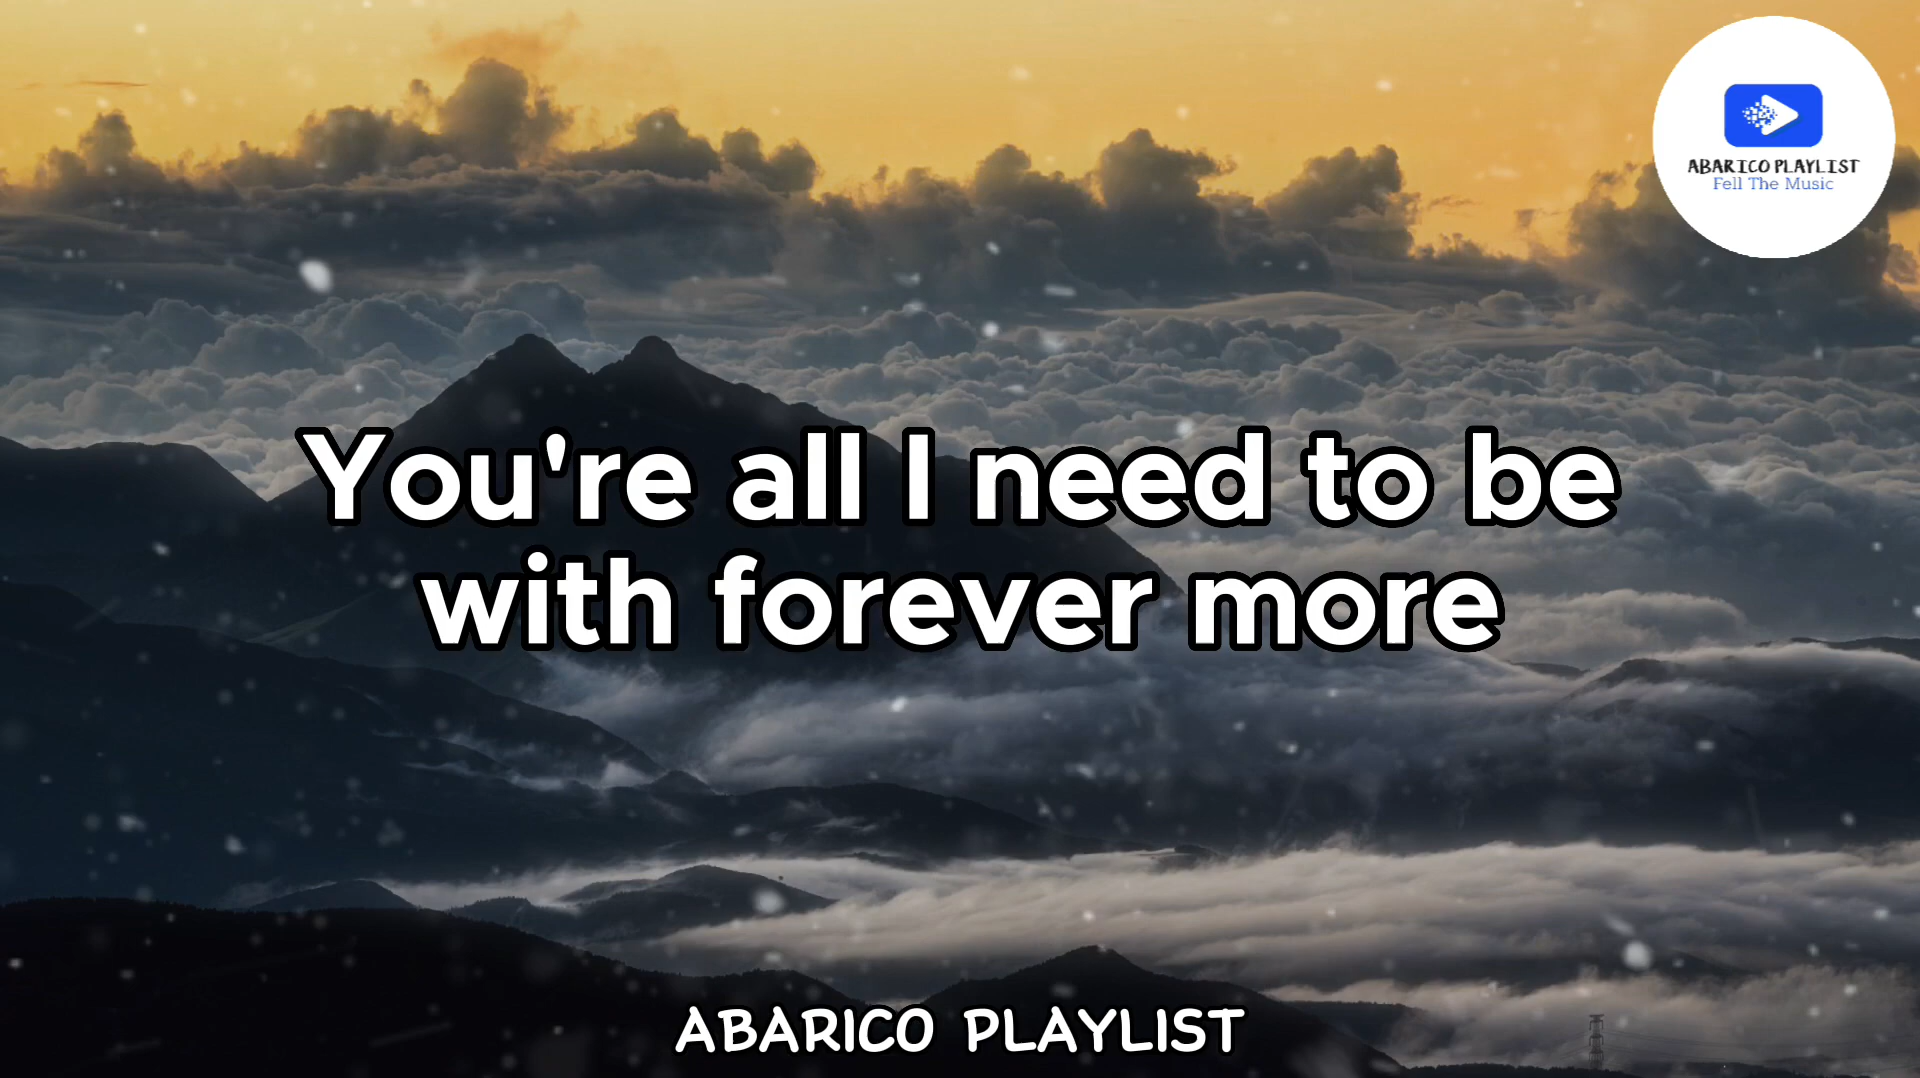 ABARICO PLAYLIST
Fell The Music
You're all I need to be
with forever more
ABARICO PLAYLIST